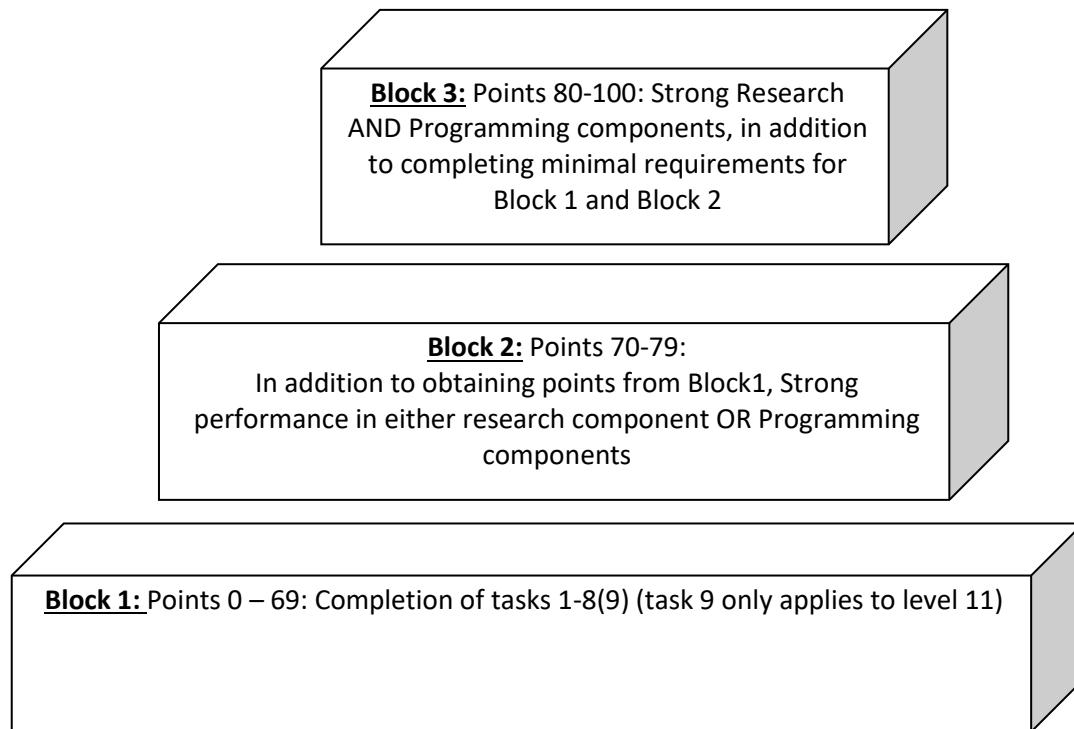 Block 3: Points 80-100: Strong Research
AND Programming components, in addition
to completing minimal requirements for
Block 1 and Block 2
Block 2: Points 70-79:
In addition to obtaining points from Block1, Strong
performance in either research component OR Programming
components
Block 1: Points 0 – 69: Completion of tasks 1-8(9) (task 9 only applies to level 11)